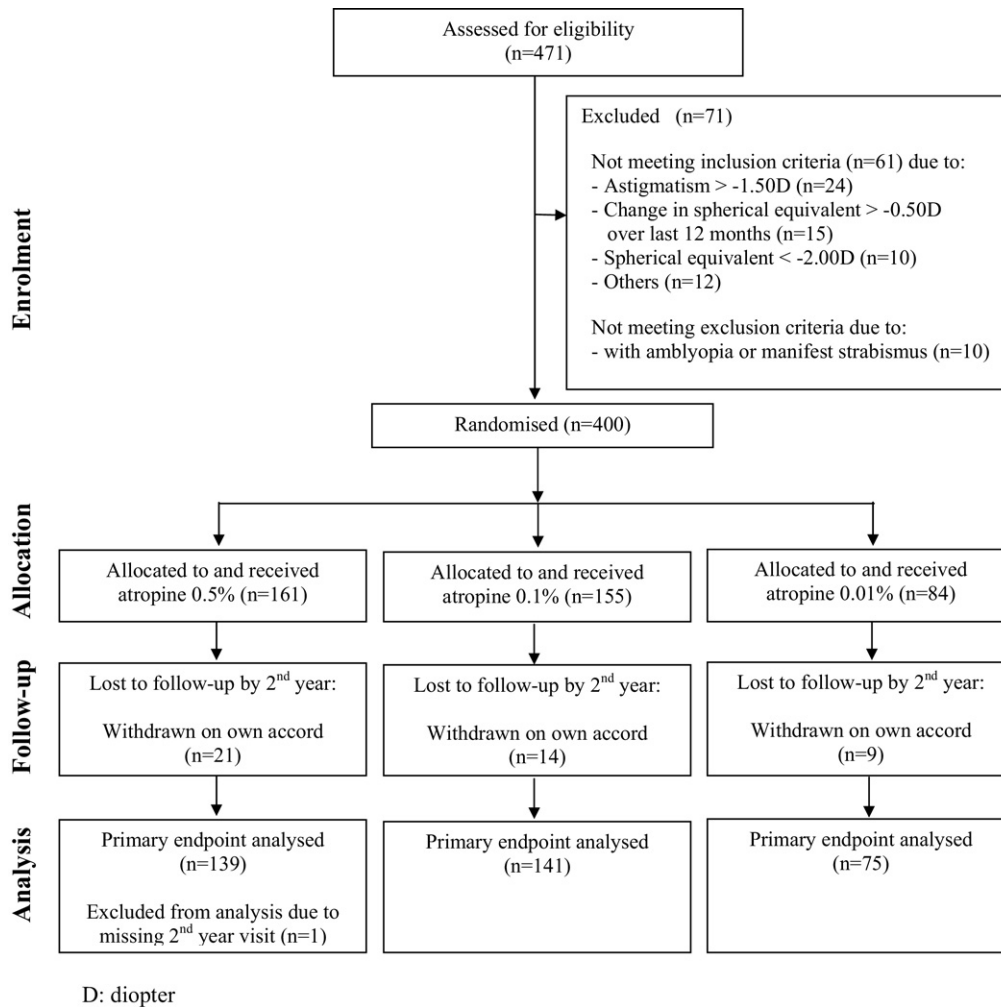 Assessed for eligibility
(n=471)
Excluded (n=71)
Not meeting inclusion criteria (n=61) due to:
- Astigmatism > -1.50D (n=24)
- Change in spherical equivalent > -0.50D
over last 12 months (n=15)
- Spherical equivalent < -2.00D (n=10)
- Others (n=12)
Not meeting exclusion criteria due to:
- with amblyopia or manifest strabismus (n=10)
Enrolment
Randomised (n=400)
Allocation
Allocated to and received
atropine 0.5% (n=161)
Allocated to and received
atropine 0.1% (n=155)
Allocated to and received
atropine 0.01% (n=84)
Follow-up
Lost to follow-up by 2nd year:
Withdrawn on own accord
(n=21)
Lost to follow-up by 2nd year:
Withdrawn on own accord
(n=14)
Lost to follow-up by 2nd year:
Withdrawn on own accord
(n=9)
Analysis
Primary endpoint analysed
(n=139)
Excluded from analysis due to
missing 2nd year visit (n=1)
Primary endpoint analysed
(n=141)
Primary endpoint analysed
(n=75)
D: diopter